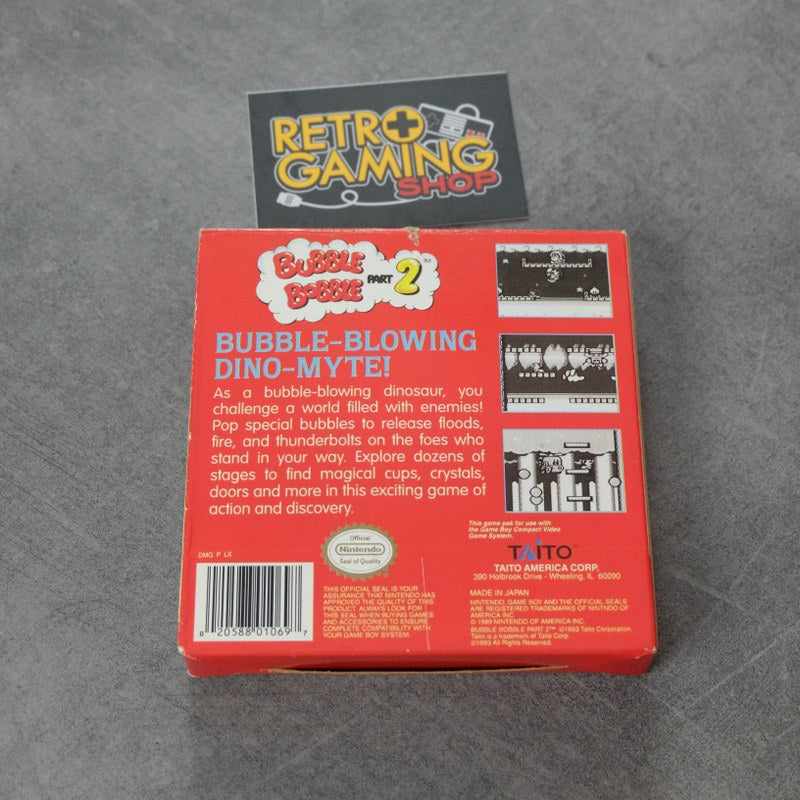 RETRO
GAMING
SHOP
BUBBLE
BOBBLE
PART 2™
BUBBLE-BLOWING
DINO-MYTE!
As a bubble-blowing dinosaur, you
challenge a world filled with enemies!
Pop special bubbles to release floods,
fire, and thunderbolts on the foes who
stand in your way. Explore dozens of
stages to find magical cups, crystals,
doors and more in this exciting game of
action and discovery.
This game pak for use with
the Game Boy Compact Video
Game System.
DMG P LX
Official
Nintendo
Seal of Quality
TAITO™
TAITO AMERICA CORP.
390 Holbrook Drive · Wheeling, IL 60090
0 20588 01069 7
THIS OFFICIAL SEAL IS YOUR
ASSURANCE THAT NINTENDO HAS
APPROVED THE QUALITY OF THIS
PRODUCT. ALWAYS LOOK FOR
THIS SEAL WHEN BUYING GAMES
AND ACCESSORIES TO ENSURE
COMPLETE COMPATIBILITY WITH
YOUR GAME BOY SYSTEM.
MADE IN JAPAN
NINTENDO, GAME BOY AND THE OFFICIAL SEALS
ARE REGISTERED TRADEMARKS OF NINTNDO OF
AMERICA INC.
© 1989 NINTENDO OF AMERICA INC.
BUBBLE BOBBLE PART 2™ ©1993 Taito Corporation.
Taito is a trademark of Taito Corp.
©1993 All Rights Reserved.